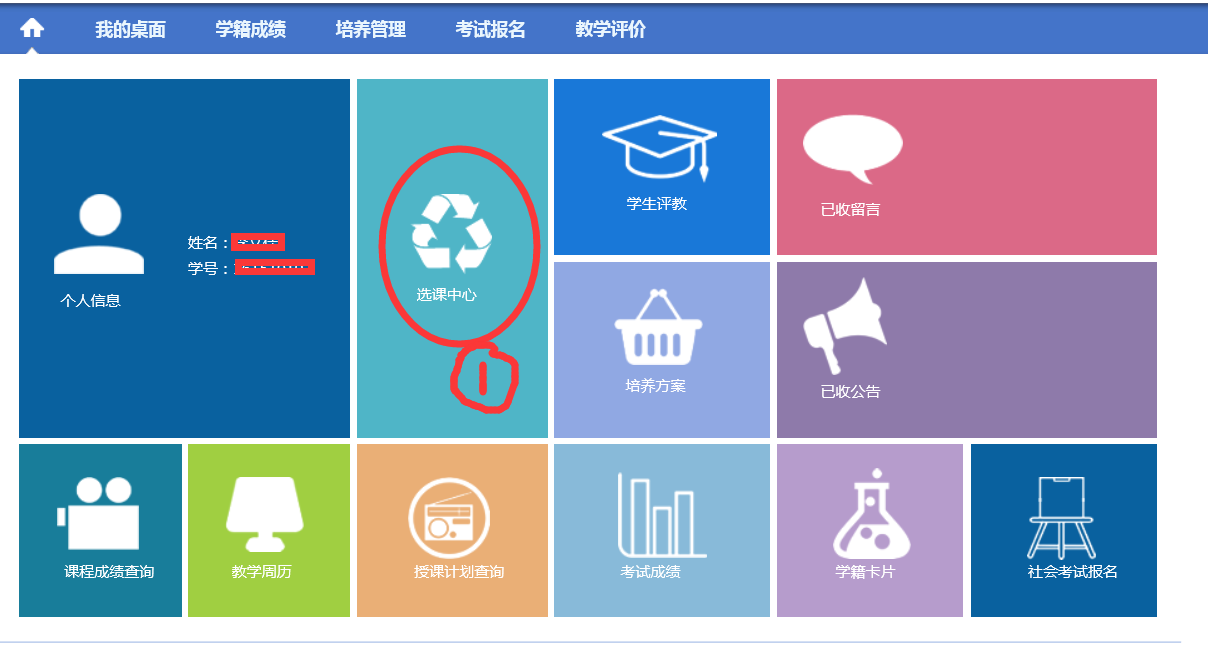 我的桌面 学籍成绩 培养管理 考试报名 教学评价
姓名：
学号：
个人信息
选课中心
1
学生评教
已收留言
培养方案
已收公告
课程成绩查询
教学周历
授课计划查询
考试成绩
学籍卡片
社会考试报名